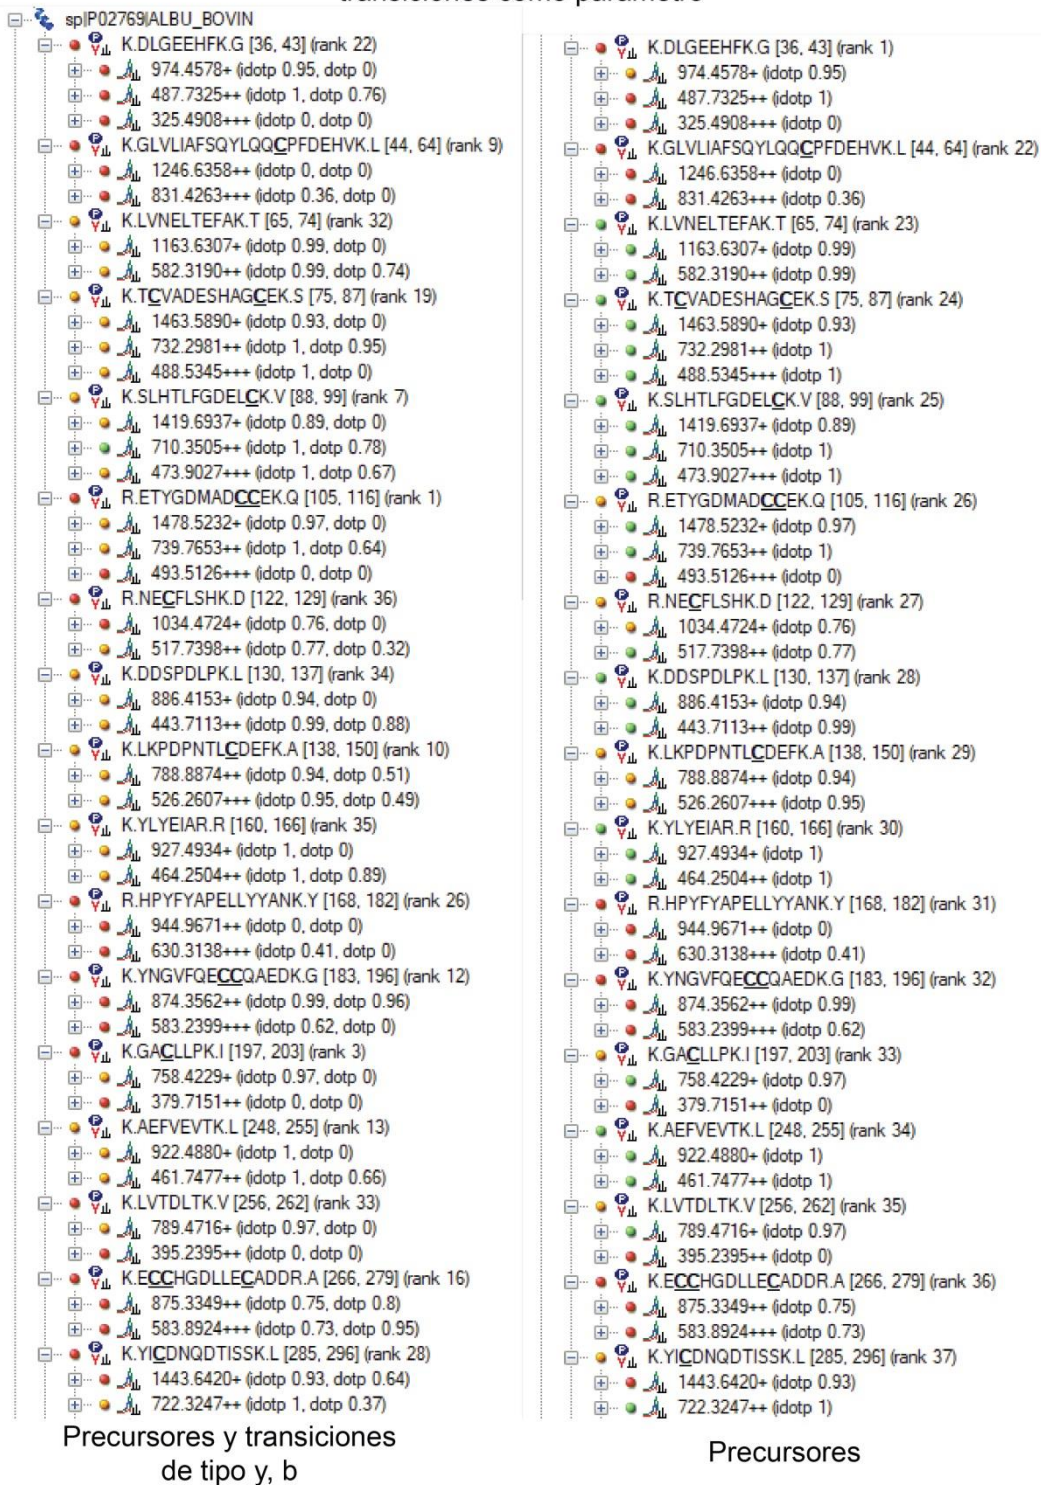 transiciones como parámetro
sp|P02769|ALBU_BOVIN
K.DLGEEHFK.G [36, 43] (rank 22)
974.4578+ (idotp 0.95, dotp 0)
487.7325++ (idotp 1, dotp 0.76)
325.4908+++ (idotp 0, dotp 0)
K.GLVLIAFSQYLQQCPFDEHVK.L [44, 64] (rank 9)
1246.6358++ (idotp 0, dotp 0)
831.4263+++ (idotp 0.36, dotp 0)
K.LVNELTEFAK.T [65, 74] (rank 32)
1163.6307+ (idotp 0.99, dotp 0)
582.3190++ (idotp 0.99, dotp 0.74)
K.TCVADESHAGCEK.S [75, 87] (rank 19)
1463.5890+ (idotp 0.93, dotp 0)
732.2981++ (idotp 1, dotp 0.95)
488.5345+++ (idotp 1, dotp 0)
K.SLHTLFGDELCK.V [88, 99] (rank 7)
1419.6937+ (idotp 0.89, dotp 0)
710.3505++ (idotp 1, dotp 0.78)
473.9027+++ (idotp 1, dotp 0.67)
R.ETYGDMADCCEK.Q [105, 116] (rank 1)
1478.5232+ (idotp 0.97, dotp 0)
739.7653++ (idotp 1, dotp 0.64)
493.5126+++ (idotp 0, dotp 0)
R.NECFLSHK.D [122, 129] (rank 36)
1034.4724+ (idotp 0.76, dotp 0)
517.7398++ (idotp 0.77, dotp 0.32)
K.DDSPDLPK.L [130, 137] (rank 34)
886.4153+ (idotp 0.94, dotp 0)
443.7113++ (idotp 0.99, dotp 0.88)
K.LKPDPNTLCDEFK.A [138, 150] (rank 10)
788.8874++ (idotp 0.94, dotp 0.51)
526.2607+++ (idotp 0.95, dotp 0.49)
K.YLYEIAR.R [160, 166] (rank 35)
927.4934+ (idotp 1, dotp 0)
464.2504++ (idotp 1, dotp 0.89)
R.HPYFYAPELLYYANK.Y [168, 182] (rank 26)
944.9671++ (idotp 0, dotp 0)
630.3138+++ (idotp 0.41, dotp 0)
K.YNGVFQECCQAEDK.G [183, 196] (rank 12)
874.3562++ (idotp 0.99, dotp 0.96)
583.2399+++ (idotp 0.62, dotp 0)
K.GACLLPK.I [197, 203] (rank 3)
758.4229+ (idotp 0.97, dotp 0)
379.7151++ (idotp 0, dotp 0)
K.AEFVEVTK.L [248, 255] (rank 13)
922.4880+ (idotp 1, dotp 0)
461.7477++ (idotp 1, dotp 0.66)
K.LVTDLTK.V [256, 262] (rank 33)
789.4716+ (idotp 0.97, dotp 0)
395.2395++ (idotp 0, dotp 0)
K.ECCHGDLLECADDR.A [266, 279] (rank 16)
875.3349++ (idotp 0.75, dotp 0.8)
583.8924+++ (idotp 0.73, dotp 0.95)
K.YICDNQDTISSK.L [285, 296] (rank 28)
1443.6420+ (idotp 0.93, dotp 0.64)
722.3247++ (idotp 1, dotp 0.37)
Precursores y transiciones
de tipo y, b
K.DLGEEHFK.G [36, 43] (rank 1)
974.4578+ (idotp 0.95)
487.7325++ (idotp 1)
325.4908+++ (idotp 0)
K.GLVLIAFSQYLQQCPFDEHVK.L [44, 64] (rank 22)
1246.6358++ (idotp 0)
831.4263+++ (idotp 0.36)
K.LVNELTEFAK.T [65, 74] (rank 23)
1163.6307+ (idotp 0.99)
582.3190++ (idotp 0.99)
K.TCVADESHAGCEK.S [75, 87] (rank 24)
1463.5890+ (idotp 0.93)
732.2981++ (idotp 1)
488.5345+++ (idotp 1)
K.SLHTLFGDELCK.V [88, 99] (rank 25)
1419.6937+ (idotp 0.89)
710.3505++ (idotp 1)
473.9027+++ (idotp 1)
R.ETYGDMADCCEK.Q [105, 116] (rank 26)
1478.5232+ (idotp 0.97)
739.7653++ (idotp 1)
493.5126+++ (idotp 0)
R.NECFLSHK.D [122, 129] (rank 27)
1034.4724+ (idotp 0.76)
517.7398++ (idotp 0.77)
K.DDSPDLPK.L [130, 137] (rank 28)
886.4153+ (idotp 0.94)
443.7113++ (idotp 0.99)
K.LKPDPNTLCDEFK.A [138, 150] (rank 29)
788.8874++ (idotp 0.94)
526.2607+++ (idotp 0.95)
K.YLYEIAR.R [160, 166] (rank 30)
927.4934+ (idotp 1)
464.2504++ (idotp 1)
R.HPYFYAPELLYYANK.Y [168, 182] (rank 31)
944.9671++ (idotp 0)
630.3138+++ (idotp 0.41)
K.YNGVFQECCQAEDK.G [183, 196] (rank 32)
874.3562++ (idotp 0.99)
583.2399+++ (idotp 0.62)
K.GACLLPK.I [197, 203] (rank 33)
758.4229+ (idotp 0.97)
379.7151++ (idotp 0)
K.AEFVEVTK.L [248, 255] (rank 34)
922.4880+ (idotp 1)
461.7477++ (idotp 1)
K.LVTDLTK.V [256, 262] (rank 35)
789.4716+ (idotp 0.97)
395.2395++ (idotp 0)
K.ECCHGDLLECADDR.A [266, 279] (rank 36)
875.3349++ (idotp 0.75)
583.8924+++ (idotp 0.73)
K.YICDNQDTISSK.L [285, 296] (rank 37)
1443.6420+ (idotp 0.93)
722.3247++ (idotp 1)
Precursores